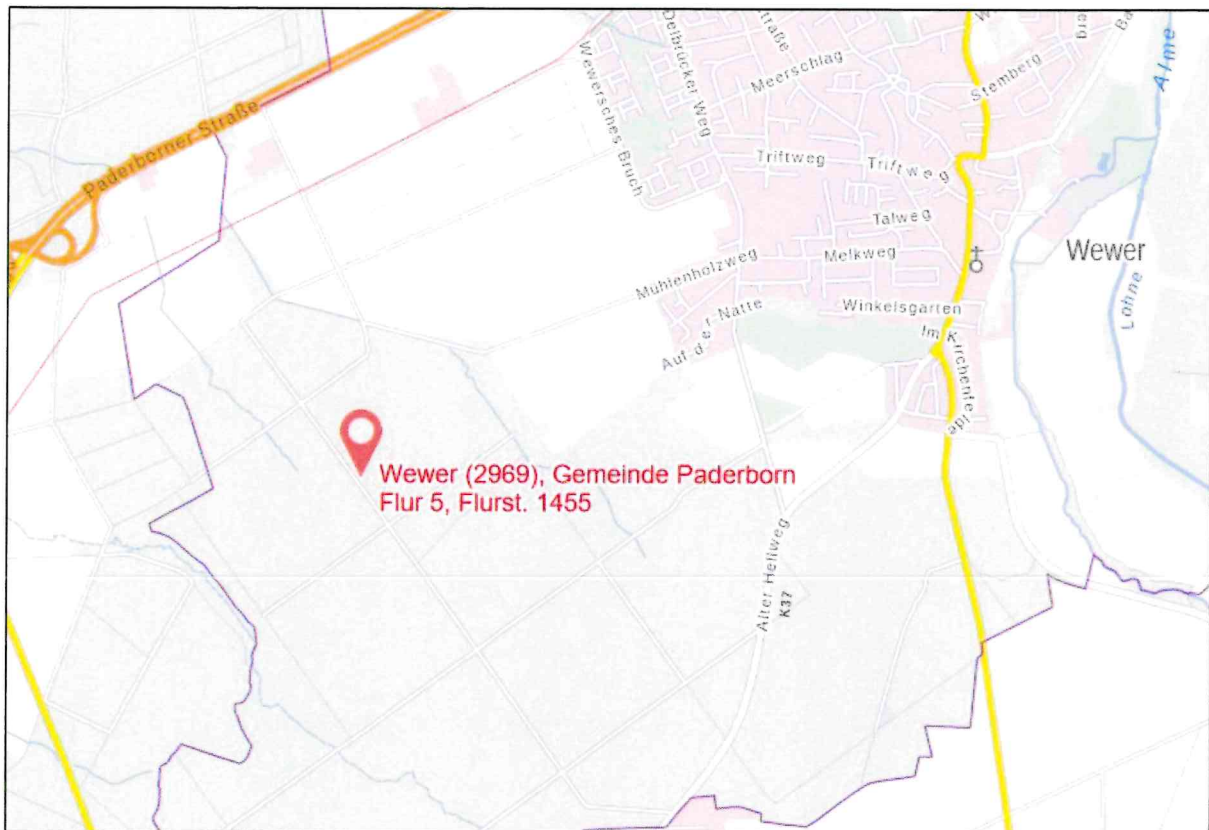 Delbrücker Weg
Straße
Wewersches Bruch
Meerschlag
Stemberg
Alme
Paderborner Straße
Triftweg
Triftweg
Talweg
Wewer
Melkweg
Mühlenholzweg
Lohne
Winkelsgarten
Auf-der-Natte
Im Kirchenfelde
Wewer (2969), Gemeinde Paderborn
Flur 5, Flurst. 1455
Alter Hellweg
K37